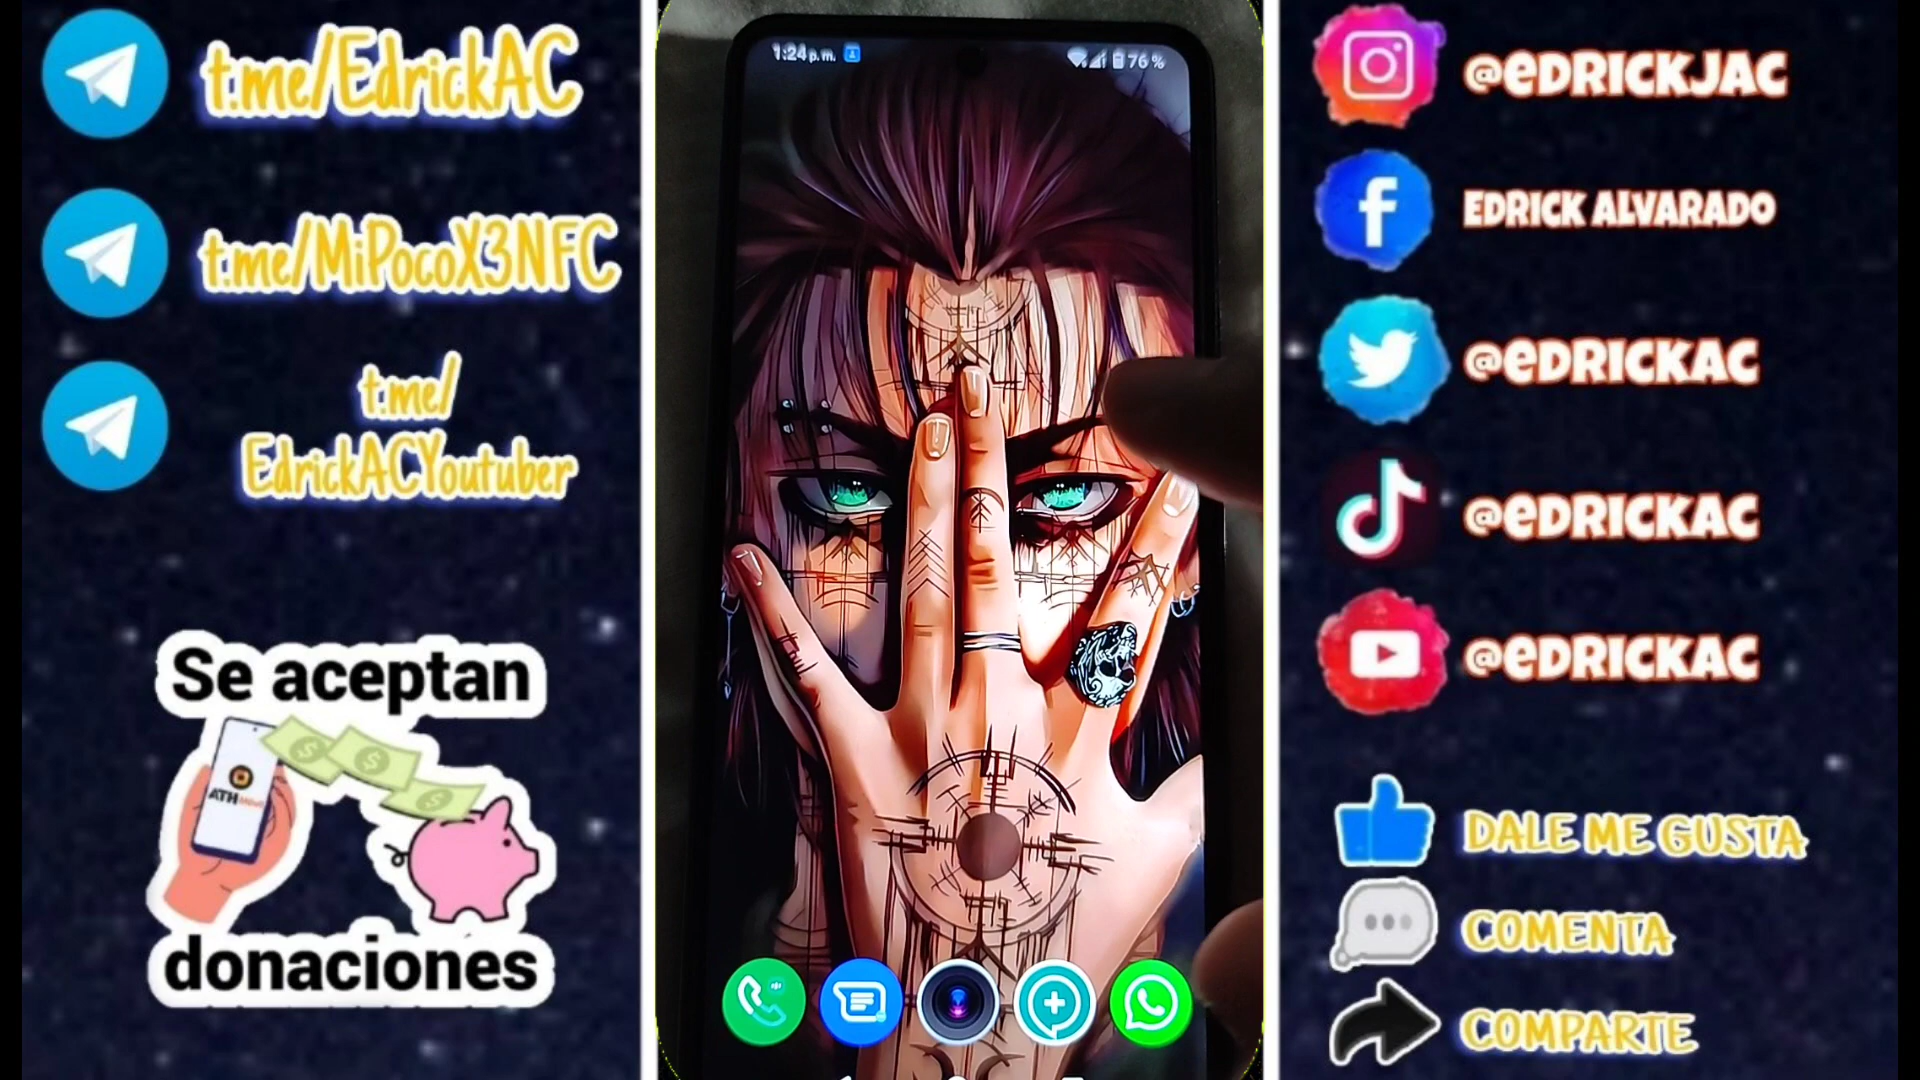 t.me/EdrickAC
t.me/MiPocoX3NFC
t.me/
EdrickACYoutuber
Se aceptan
ATH
donaciones
1:24 p.m.
76 %
@EDRICKJAC
EDRICK ALVARADO
@EDRICKAC
@EDRICKAC
@EDRICKAC
DALE ME GUSTA
COMENTA
COMPARTE